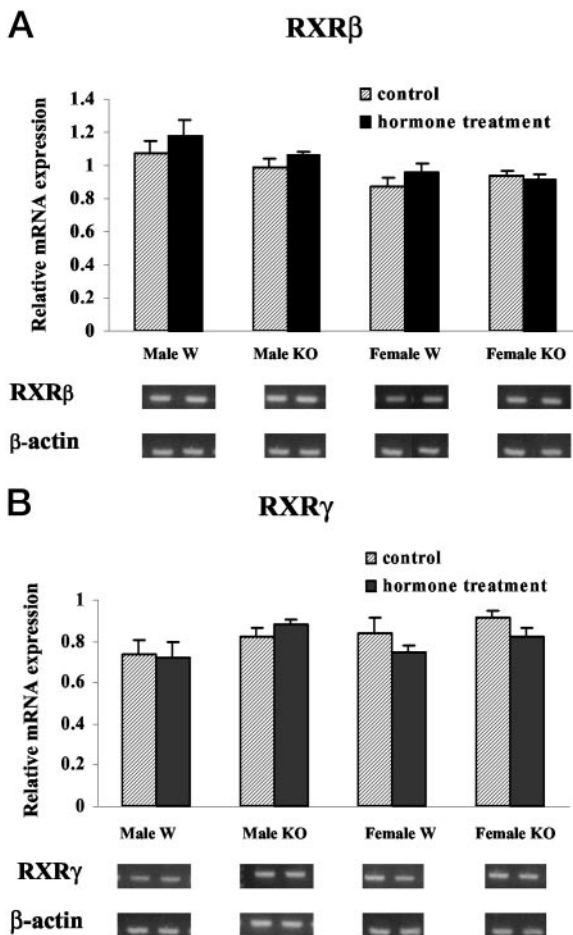 A
RXRβ
control
hormone treatment
Relative mRNA expression
1.4
1.2
1
0.8
0.6
0.4
0.2
0
Male W Male KO Female W Female KO
RXRβ
β-actin
B
RXRγ
control
hormone treatment
Relative mRNA expression
1
0.8
0.6
0.4
0.2
0
Male W Male KO Female W Female KO
RXRγ
β-actin